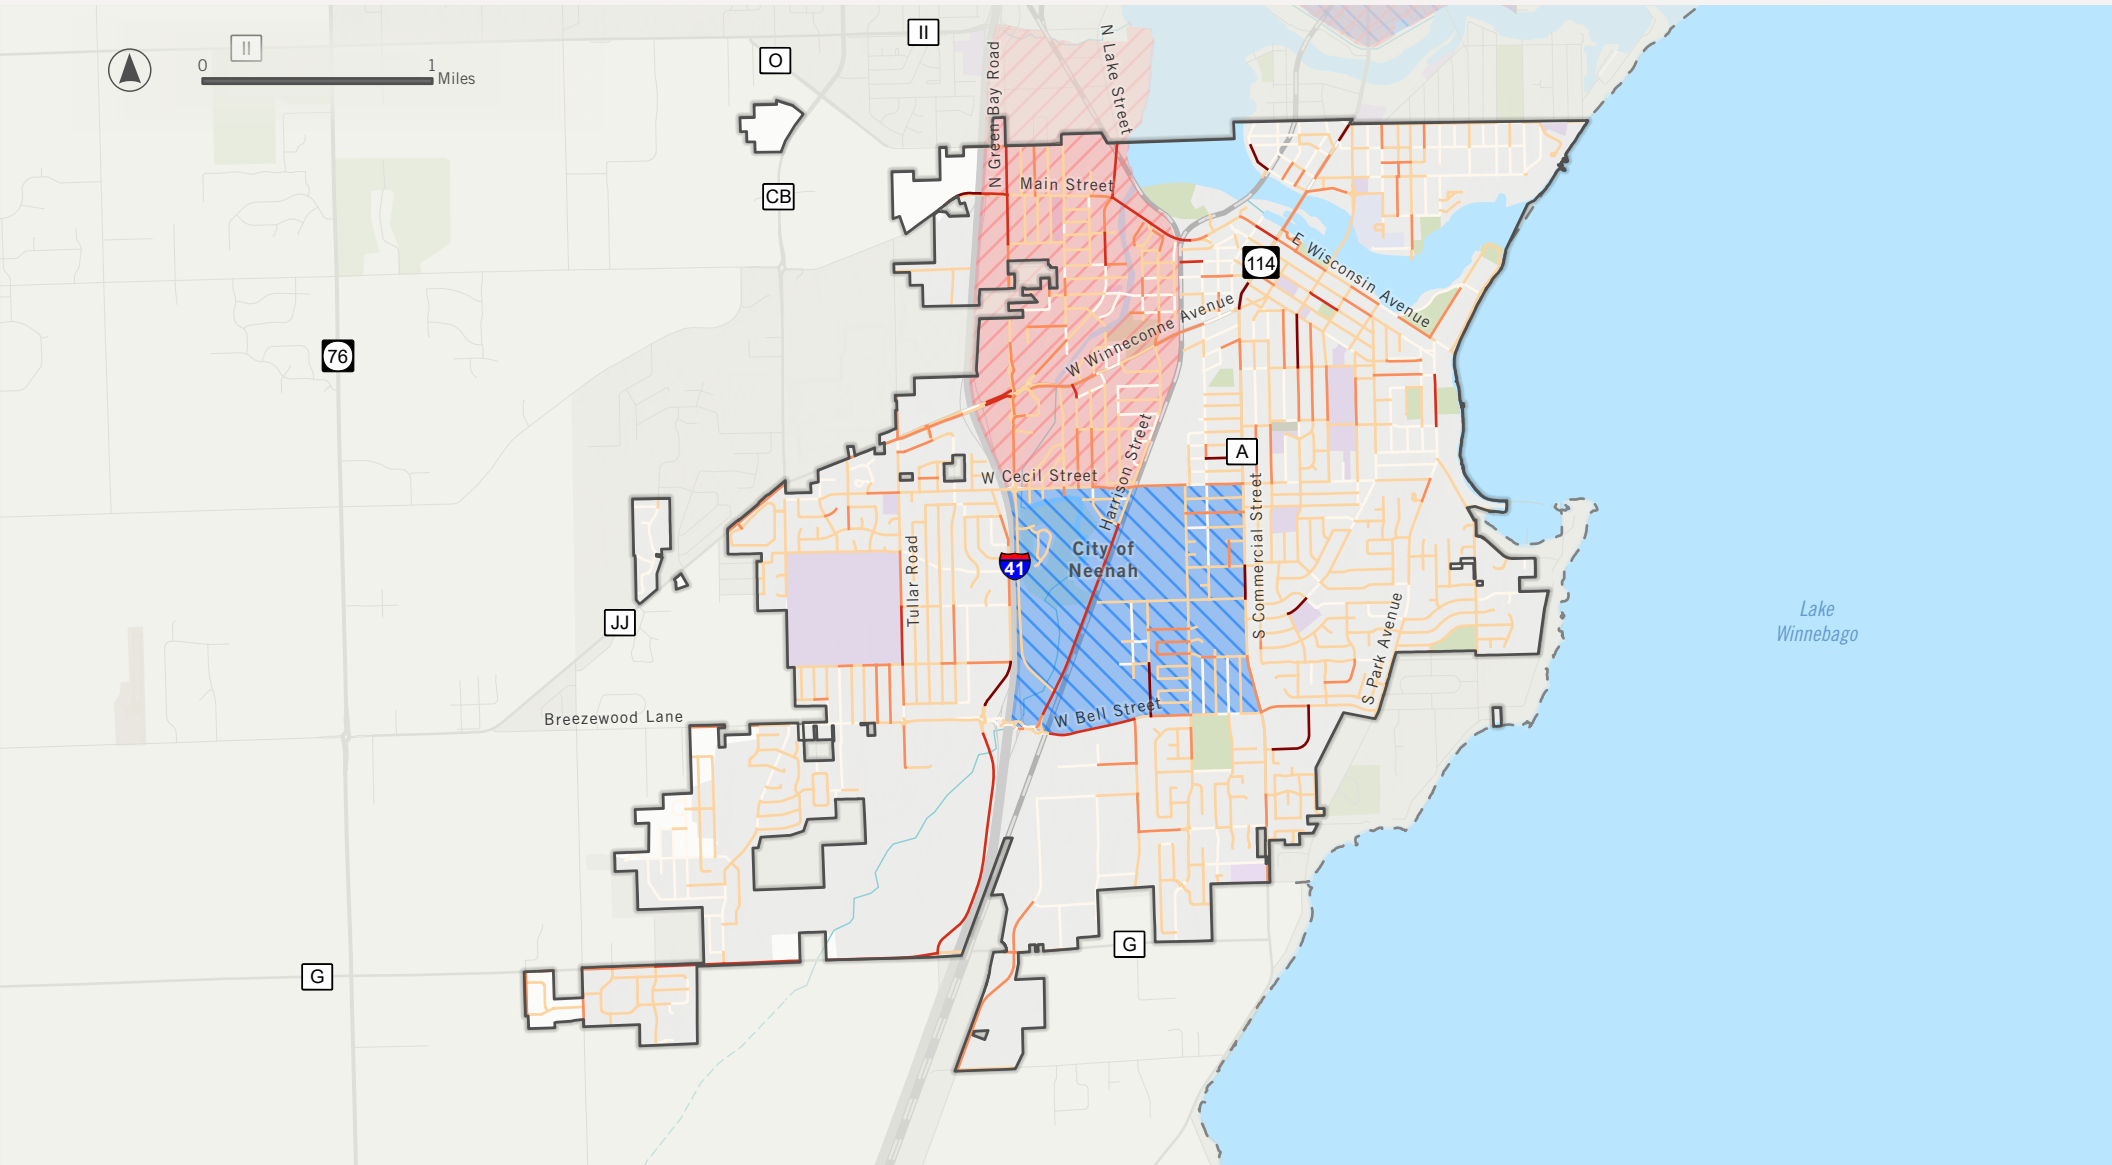 II
II
O
0
1
Miles
N Green Bay Road
N Lake Street
CB
Main Street
E Wisconsin Avenue
114
W Winneconne Avenue
76
A
W Cecil Street
Harrison Street
S Commercial Street
City of
Neenah
41
Tullar Road
JJ
Lake
Winnebago
S Park Avenue
Breezewood Lane
W Bell Street
G
G